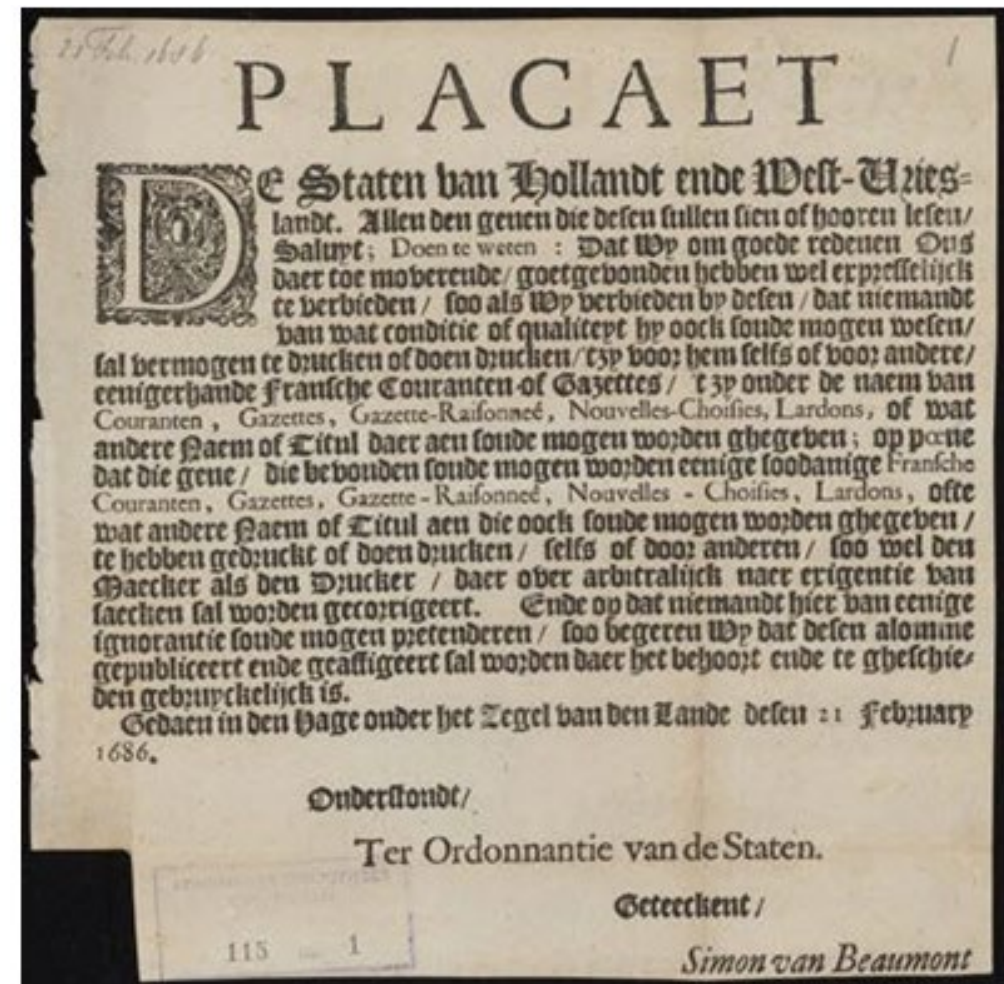 21 Feb. 1686
1
PLACAET
DE Staten van Hollandt ende West-Vries-
landt. Allen den genen die desen sullen sien of hooren lesen/
Saluyt; Doen te weten : Dat Wy om goede redenen Ons
daer toe moverende/ goetgevonden hebben wel expresselijck
te verbieden / soo als Wy verbieden by desen / dat niemandt
van wat conditie of qualiteyt hy oock soude mogen wesen/
sal vermogen te drucken of doen drucken/ t'zy voor hem selfs of voor andere/
eenigerhande Fransche Couranten of Gazettes / t'zy onder de naem van
Couranten, Gazettes, Gazette-Raisonneé, Nouvelles-Choisies, Lardons, of wat
andere Naem of Titul daer aen soude mogen worden ghegeven; op pœne
dat die gene / die bevonden soude mogen worden eenige soodanige Fransche
Couranten, Gazettes, Gazette-Raisonneé, Nouvelles - Choisies, Lardons, ofte
wat andere Naem of Titul aen die oock soude mogen worden ghegeven /
te hebben gedruckt of doen drucken / selfs of door anderen / soo wel den
Maecker als den Drucker / daer over arbitralijck naer exigentie van
saecken sal worden gecorrigeert. Ende op dat niemandt hier van eenige
ignorantie soude mogen pretenderen / soo begeren Wy dat desen alomme
gepubliceert ende geaffigeert sal worden daer het behoort ende te gheschie-
den gebruyckelijck is.
Gedaen in den Hage onder het Zegel van den Lande desen 21 February
1686.
Onderstondt/
Ter Ordonnantie van de Staten.
Geteeckent /
Simon van Beaumont
115 1